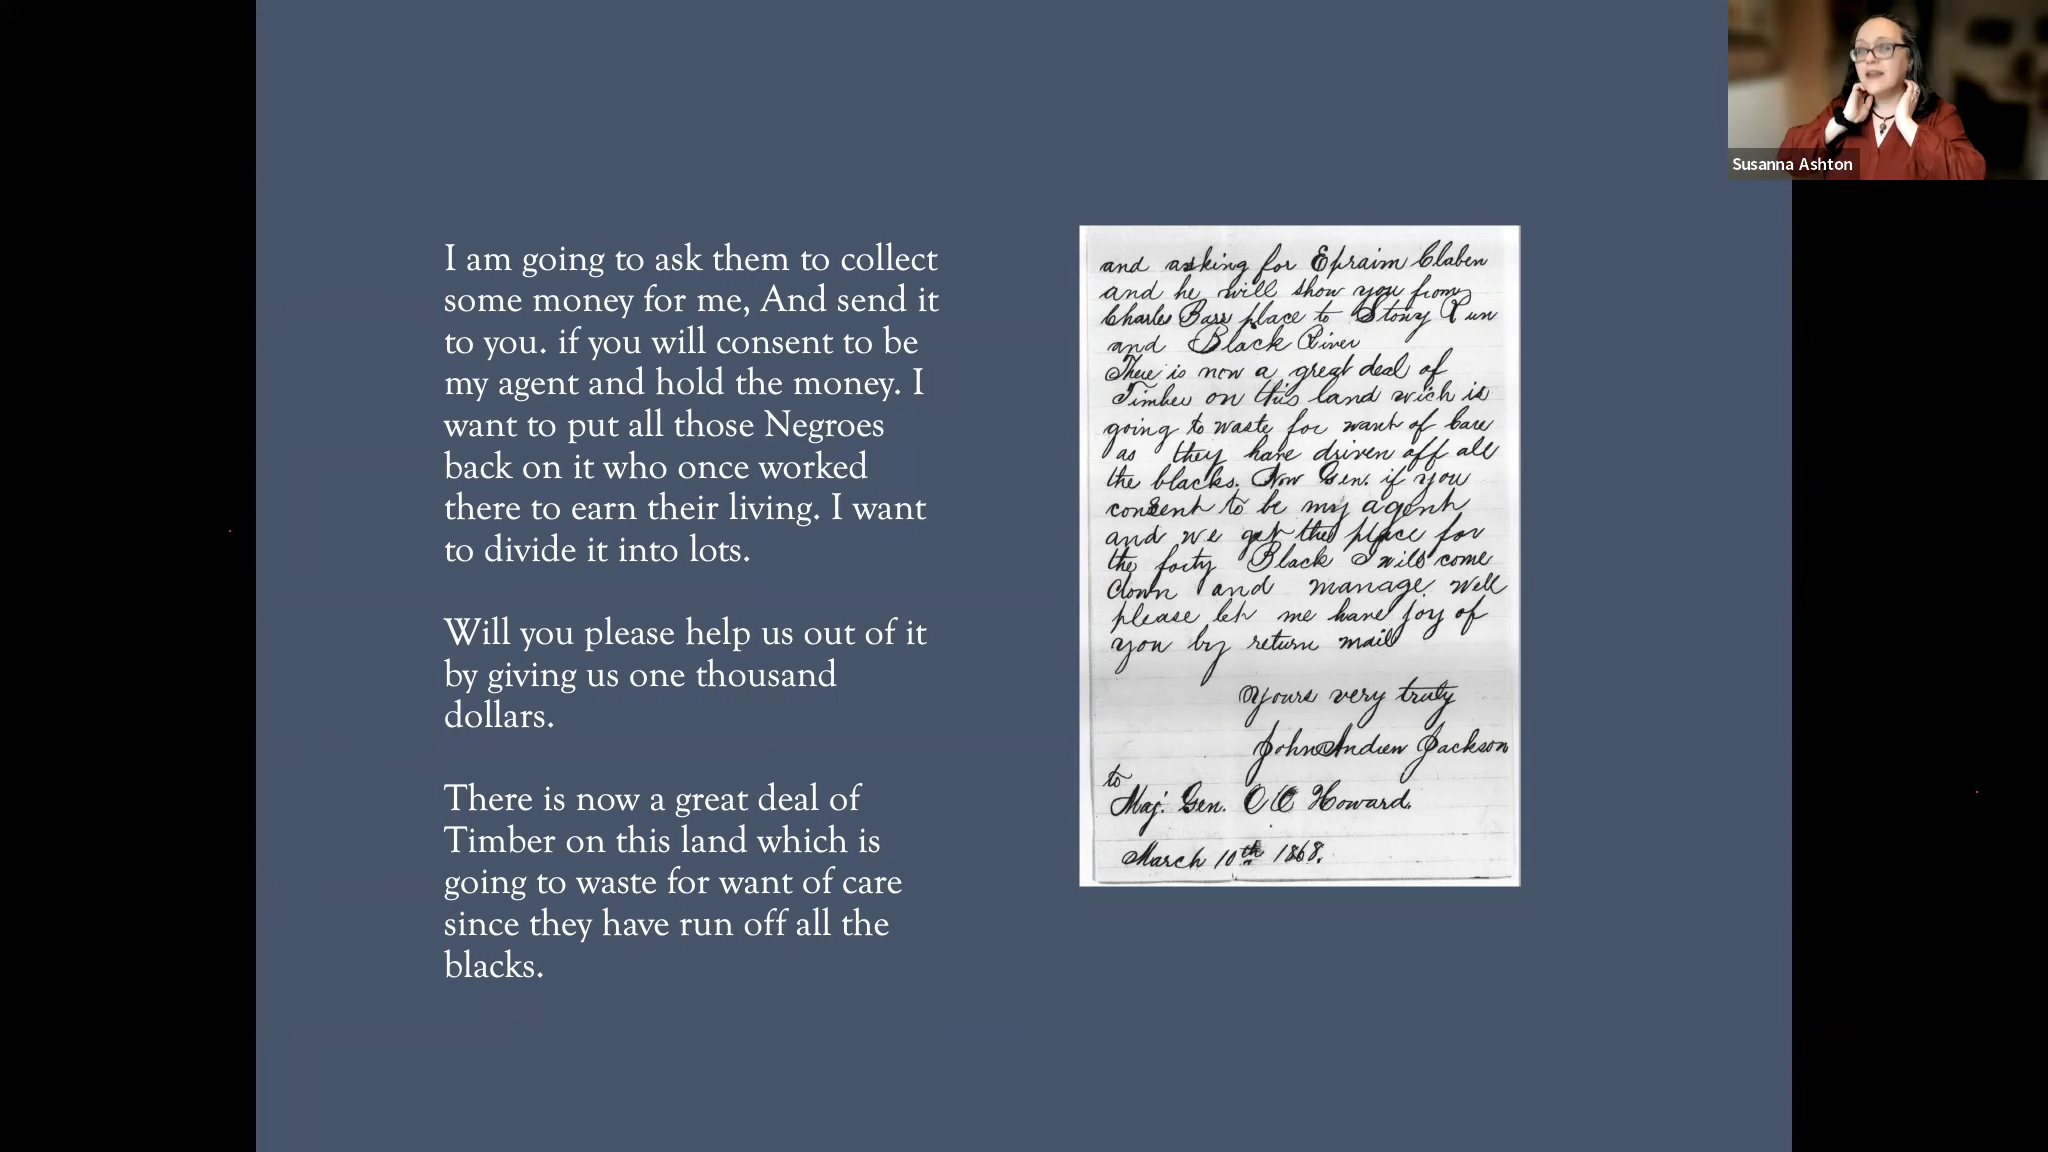 I am going to ask them to collect
some money for me, And send it
to you. if you will consent to be
my agent and hold the money. I
want to put all those Negroes
back on it who once worked
there to earn their living. I want
to divide it into lots.
Will you please help us out of it
by giving us one thousand
dollars.
There is now a great deal of
Timber on this land which is
going to waste for want of care
since they have run off all the
blacks.
and asking for Epraim Claben
and he will show you from
Charles Bass place to Stony Run
and Black River
There is now a great deal of
Timber on this land wich is
going to waste for want of Care
as they have driven off all
the blacks. Now Gen. if you
consent to be my agent
and we get the place for
the forty Black I will come
down and manage. well
please let me have joy of
you by return mail
Yours very truly
John Andrew Jackson
to
Maj. Gen. O O Howard.
March 10th 1868.
Susanna Ashton